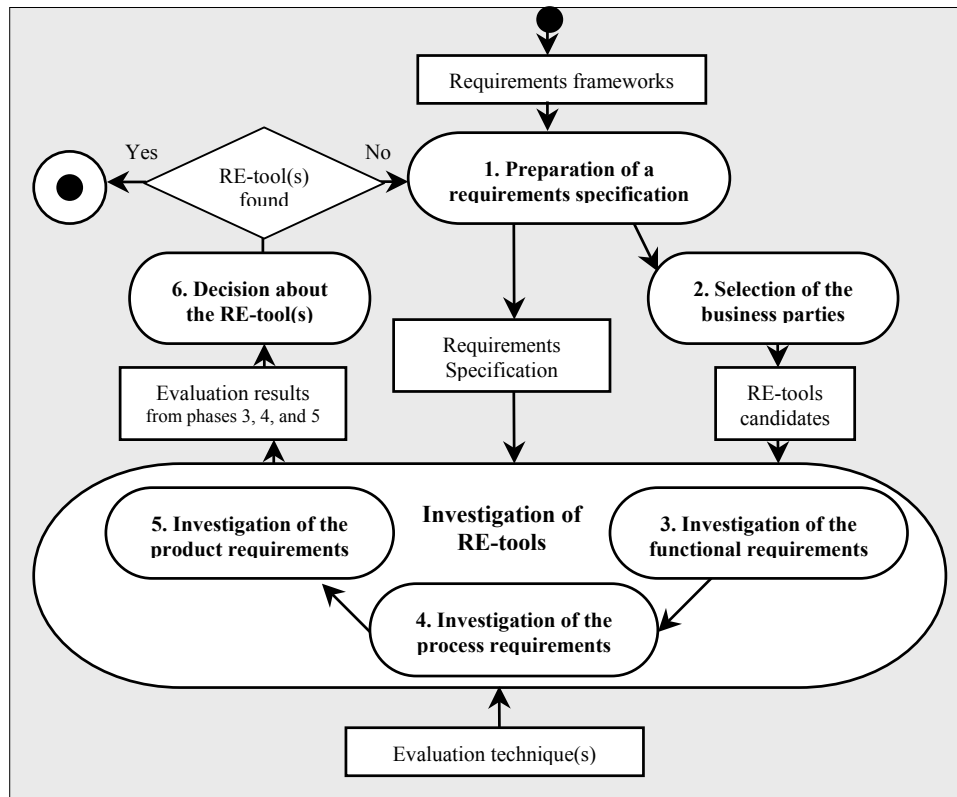 Requirements frameworks
Yes
No
RE-tool(s)
found
1. Preparation of a
requirements specification
6. Decision about
the RE-tool(s)
2. Selection of the
business parties
Requirements
Specification
Evaluation results
from phases 3, 4, and 5
RE-tools
candidates
Investigation of
RE-tools
5. Investigation of the
product requirements
3. Investigation of the
functional requirements
4. Investigation of the
process requirements
Evaluation technique(s)